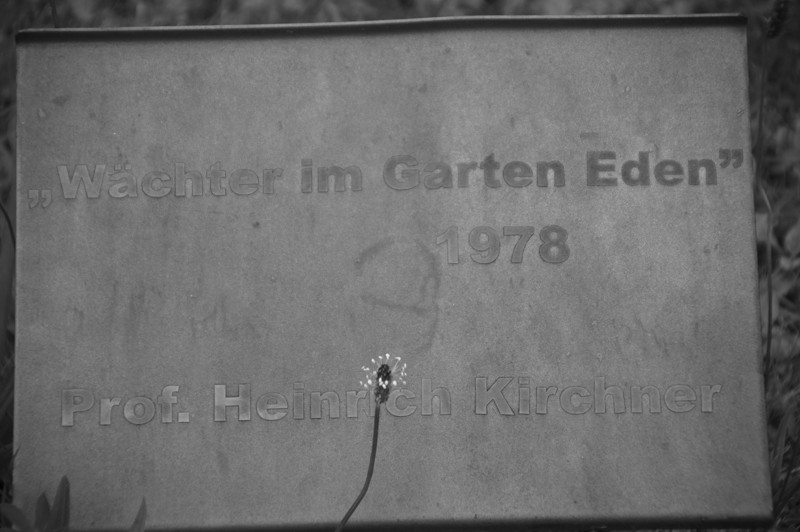 „Wächter im Garten Eden”
1978
Prof. Heinrich Kirchner